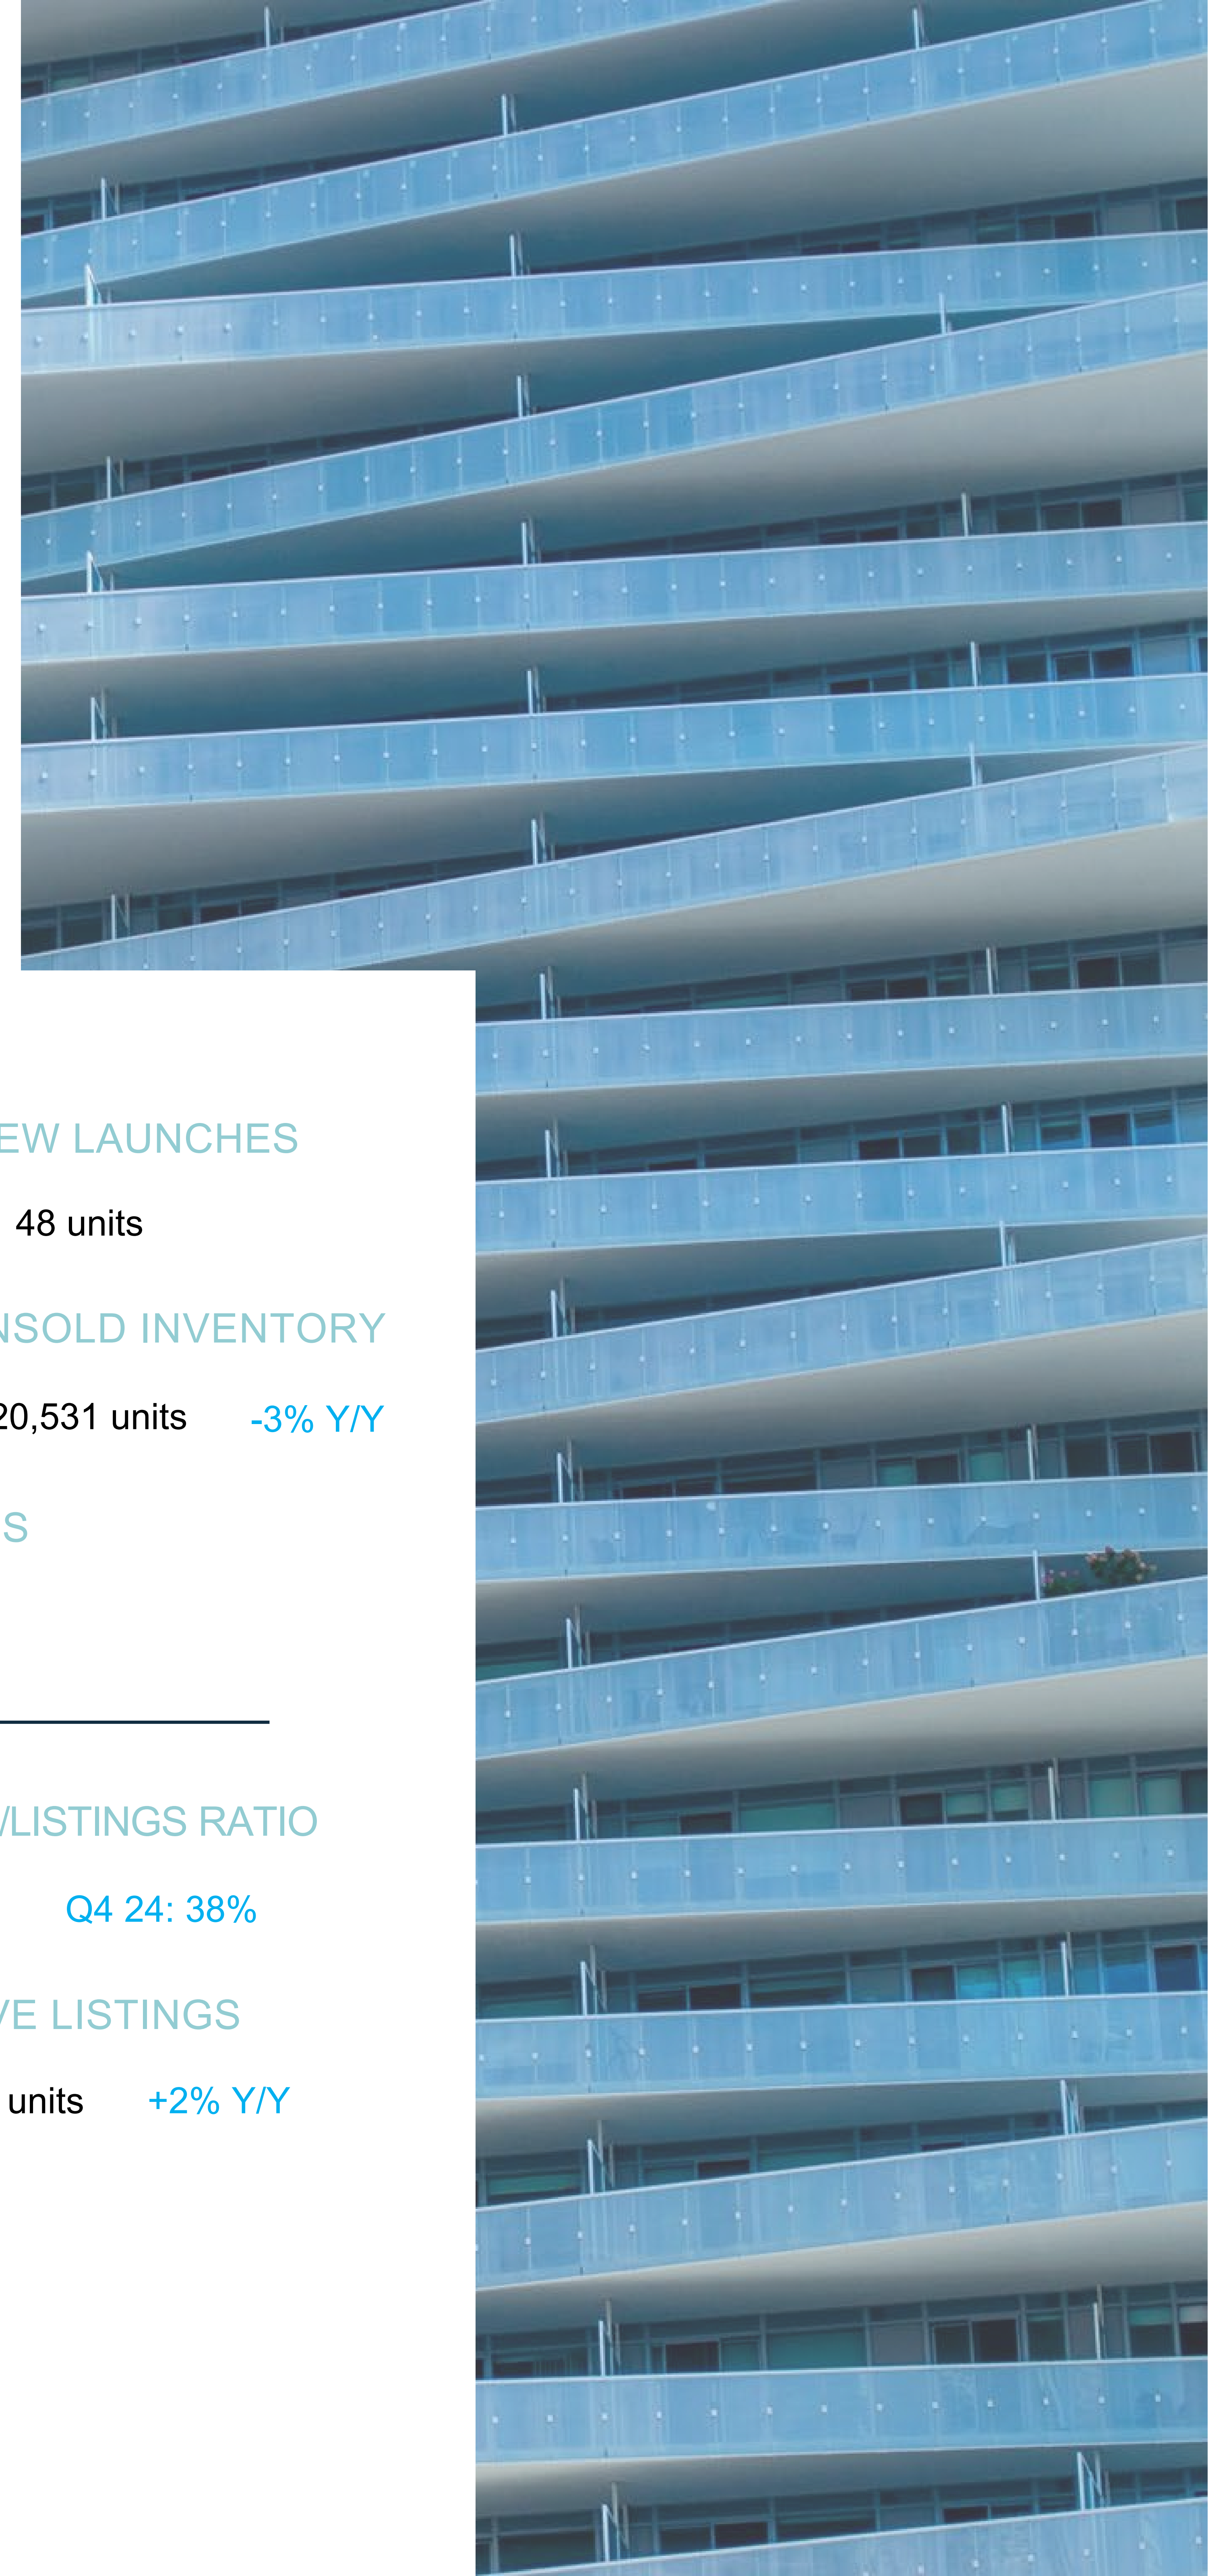 EW LAUNCHES
48 units
NSOLD INVENTORY
20,531 units -3% Y/Y
S
/LISTINGS RATIO
Q4 24: 38%
VE LISTINGS
units +2% Y/Y